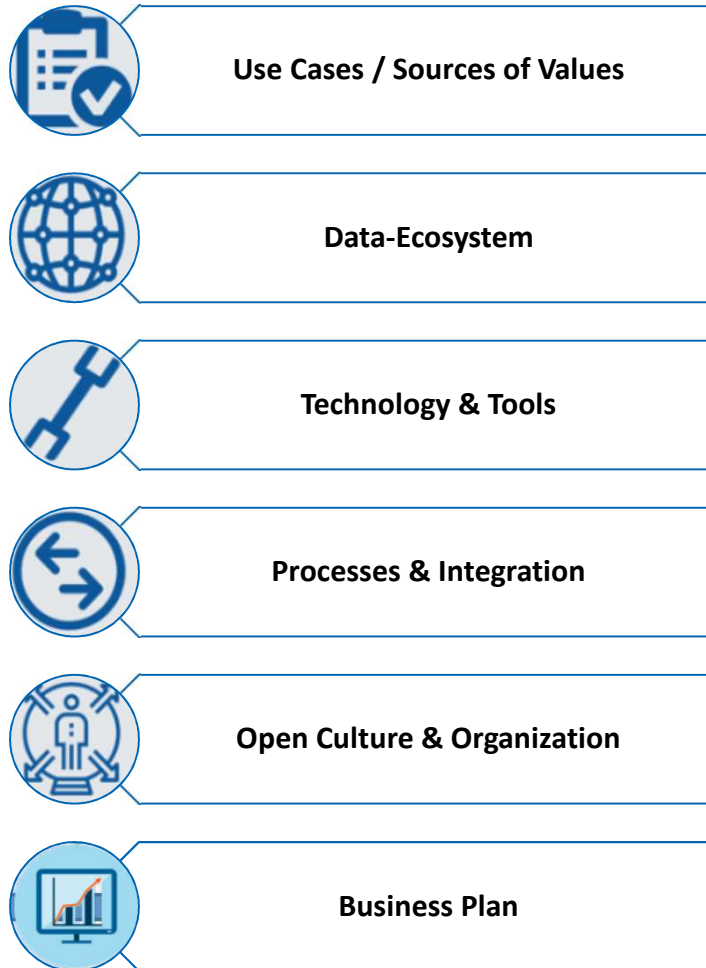 Use Cases / Sources of Values
Data-Ecosystem
Technology & Tools
Processes & Integration
Open Culture & Organization
Business Plan